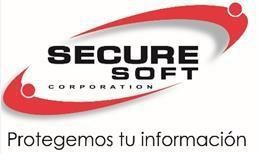 SECURE
SOFT
CORPORATION
Protegemos tu información